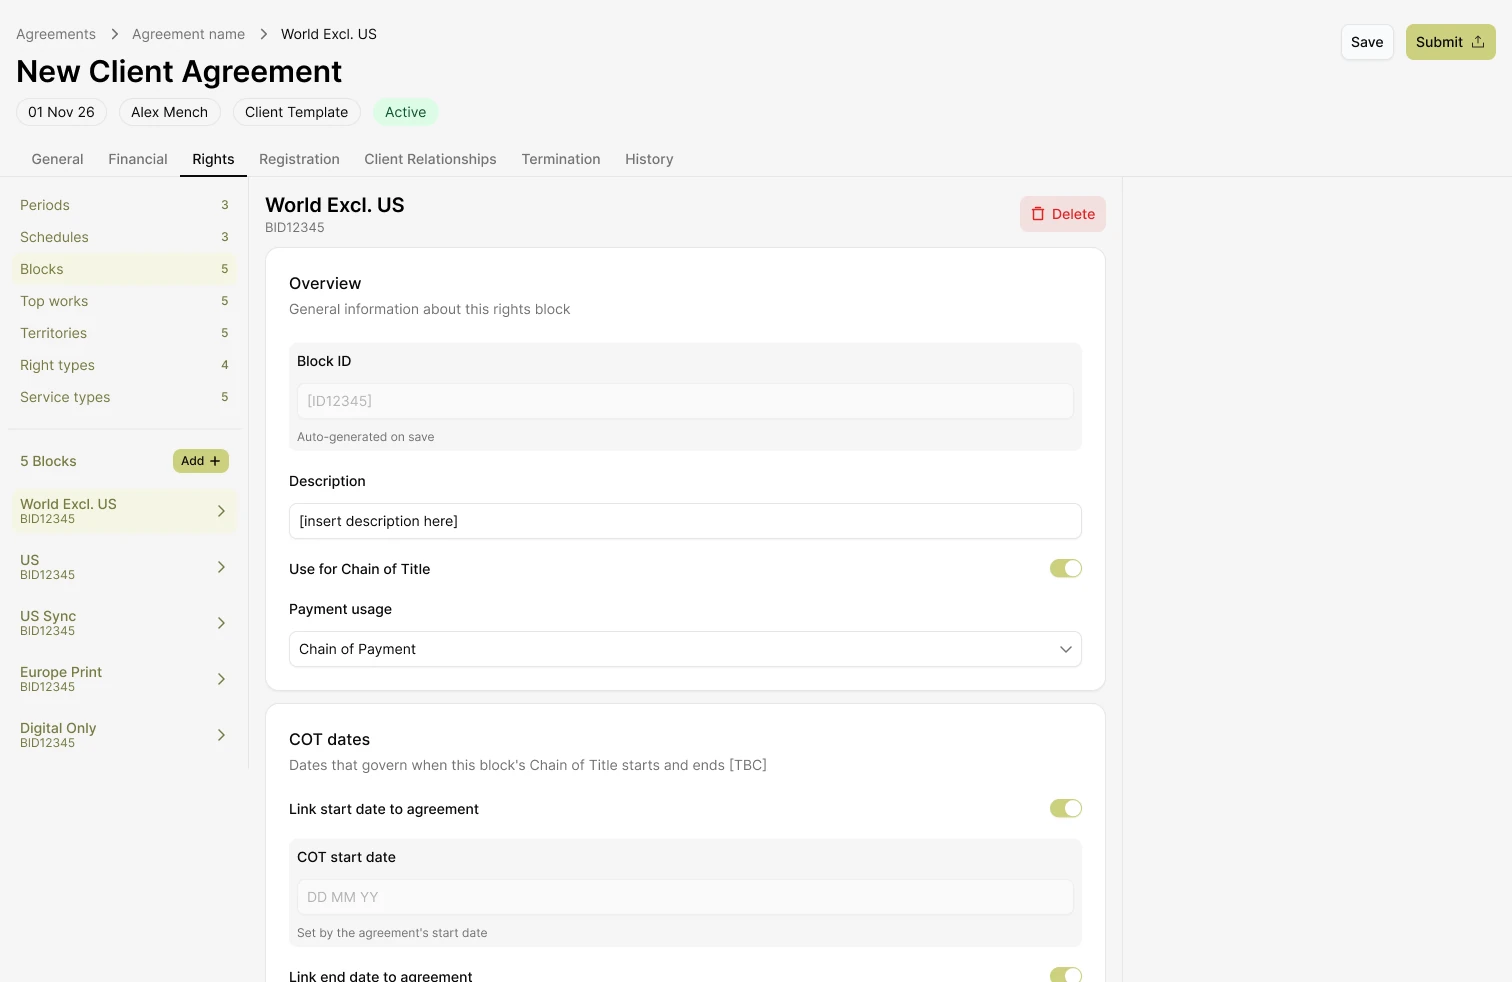 Agreements > Agreement name > World Excl. US
Save
Submit
New Client Agreement
01 Nov 26
Alex Mench
Client Template
Active
General
Financial
Rights
Registration
Client Relationships
Termination
History
Periods 3
Schedules 3
Blocks 5
Top works 5
Territories 5
Right types 4
Service types 5
5 Blocks
Add +
World Excl. US
BID12345
US
BID12345
US Sync
BID12345
Europe Print
BID12345
Digital Only
BID12345
World Excl. US
BID12345
Delete
Overview
General information about this rights block
Block ID
[ID12345]
Auto-generated on save
Description
[insert description here]
Use for Chain of Title
Payment usage
Chain of Payment
COT dates
Dates that govern when this block's Chain of Title starts and ends [TBC]
Link start date to agreement
COT start date
DD MM YY
Set by the agreement's start date
Link end date to agreement